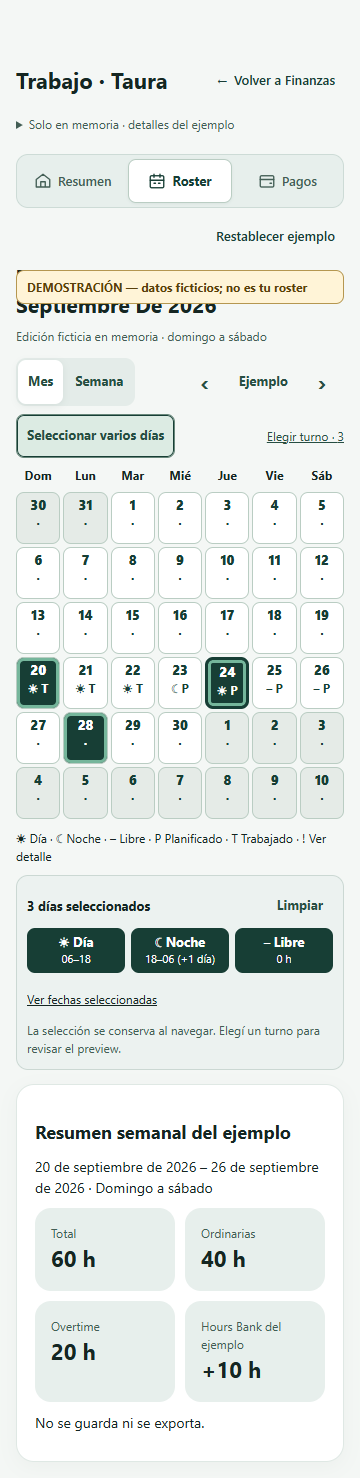 Trabajo · Taura
← Volver a Finanzas
▶ Solo en memoria · detalles del ejemplo
Resumen
Roster
Pagos
Restablecer ejemplo
DEMOSTRACIÓN — datos ficticios; no es tu roster
Septiembre De 2026
Edición ficticia en memoria · domingo a sábado
Mes
Semana
‹
Ejemplo
›
Seleccionar varios días
Elegir turno · 3
Dom Lun Mar Mié Jue Vie Sáb
30 31 1 2 3 4 5
· · · · · · ·
6 7 8 9 10 11 12
· · · · · · ·
13 14 15 16 17 18 19
· · · · · · ·
20 21 22 23 24 25 26
☀ T ☀ T ☀ T ☾ P ☀ P – P – P
27 28 29 30 1 2 3
· · · · · · ·
4 5 6 7 8 9 10
· · · · · · ·
☀ Día · ☾ Noche · – Libre · P Planificado · T Trabajado · ! Ver
detalle
3 días seleccionados
Limpiar
☀ Día
06–18
☾ Noche
18–06 (+1 día)
– Libre
0 h
Ver fechas seleccionadas
La selección se conserva al navegar. Elegí un turno para
revisar el preview.
Resumen semanal del ejemplo
20 de septiembre de 2026 – 26 de septiembre
de 2026 · Domingo a sábado
Total
60 h
Ordinarias
40 h
Overtime
20 h
Hours Bank del
ejemplo
+10 h
No se guarda ni se exporta.